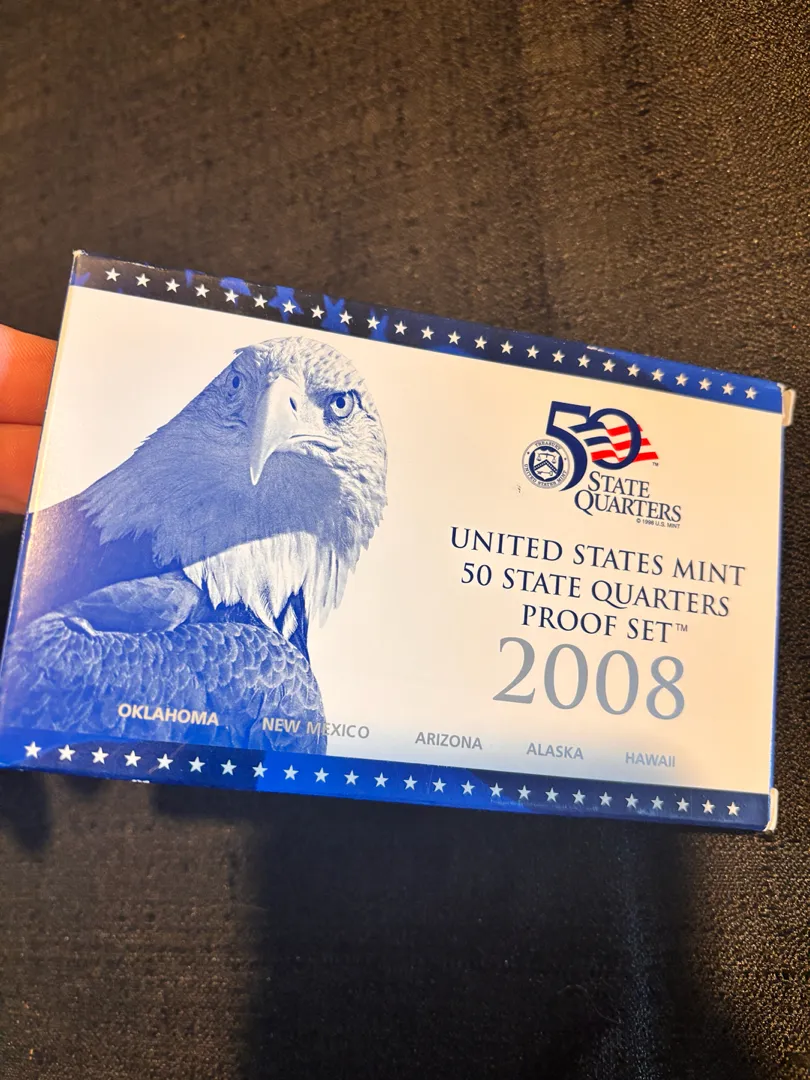 50
STATE
QUARTERS
© 1998 U.S. MINT
UNITED STATES MINT
50 STATE QUARTERS
PROOF SET™
2008
OKLAHOMA NEW MEXICO ARIZONA ALASKA HAWAII